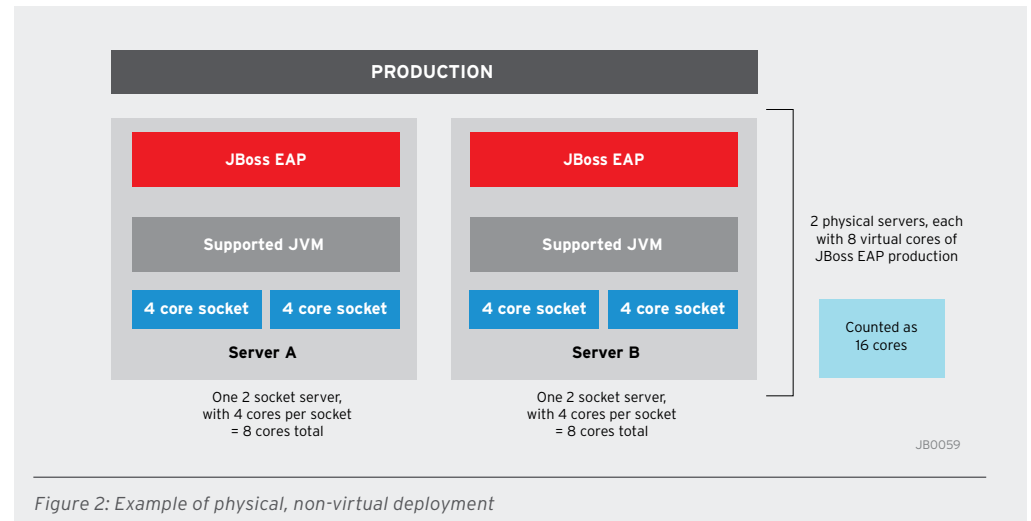 PRODUCTION
JBoss EAP
Supported JVM
4 core socket
4 core socket
Server A
One 2 socket server,
with 4 cores per socket
= 8 cores total
JBoss EAP
Supported JVM
4 core socket
4 core socket
Server B
One 2 socket server,
with 4 cores per socket
= 8 cores total
2 physical servers, each
with 8 virtual cores of
JBoss EAP production
Counted as
16 cores
JB0059
Figure 2: Example of physical, non-virtual deployment